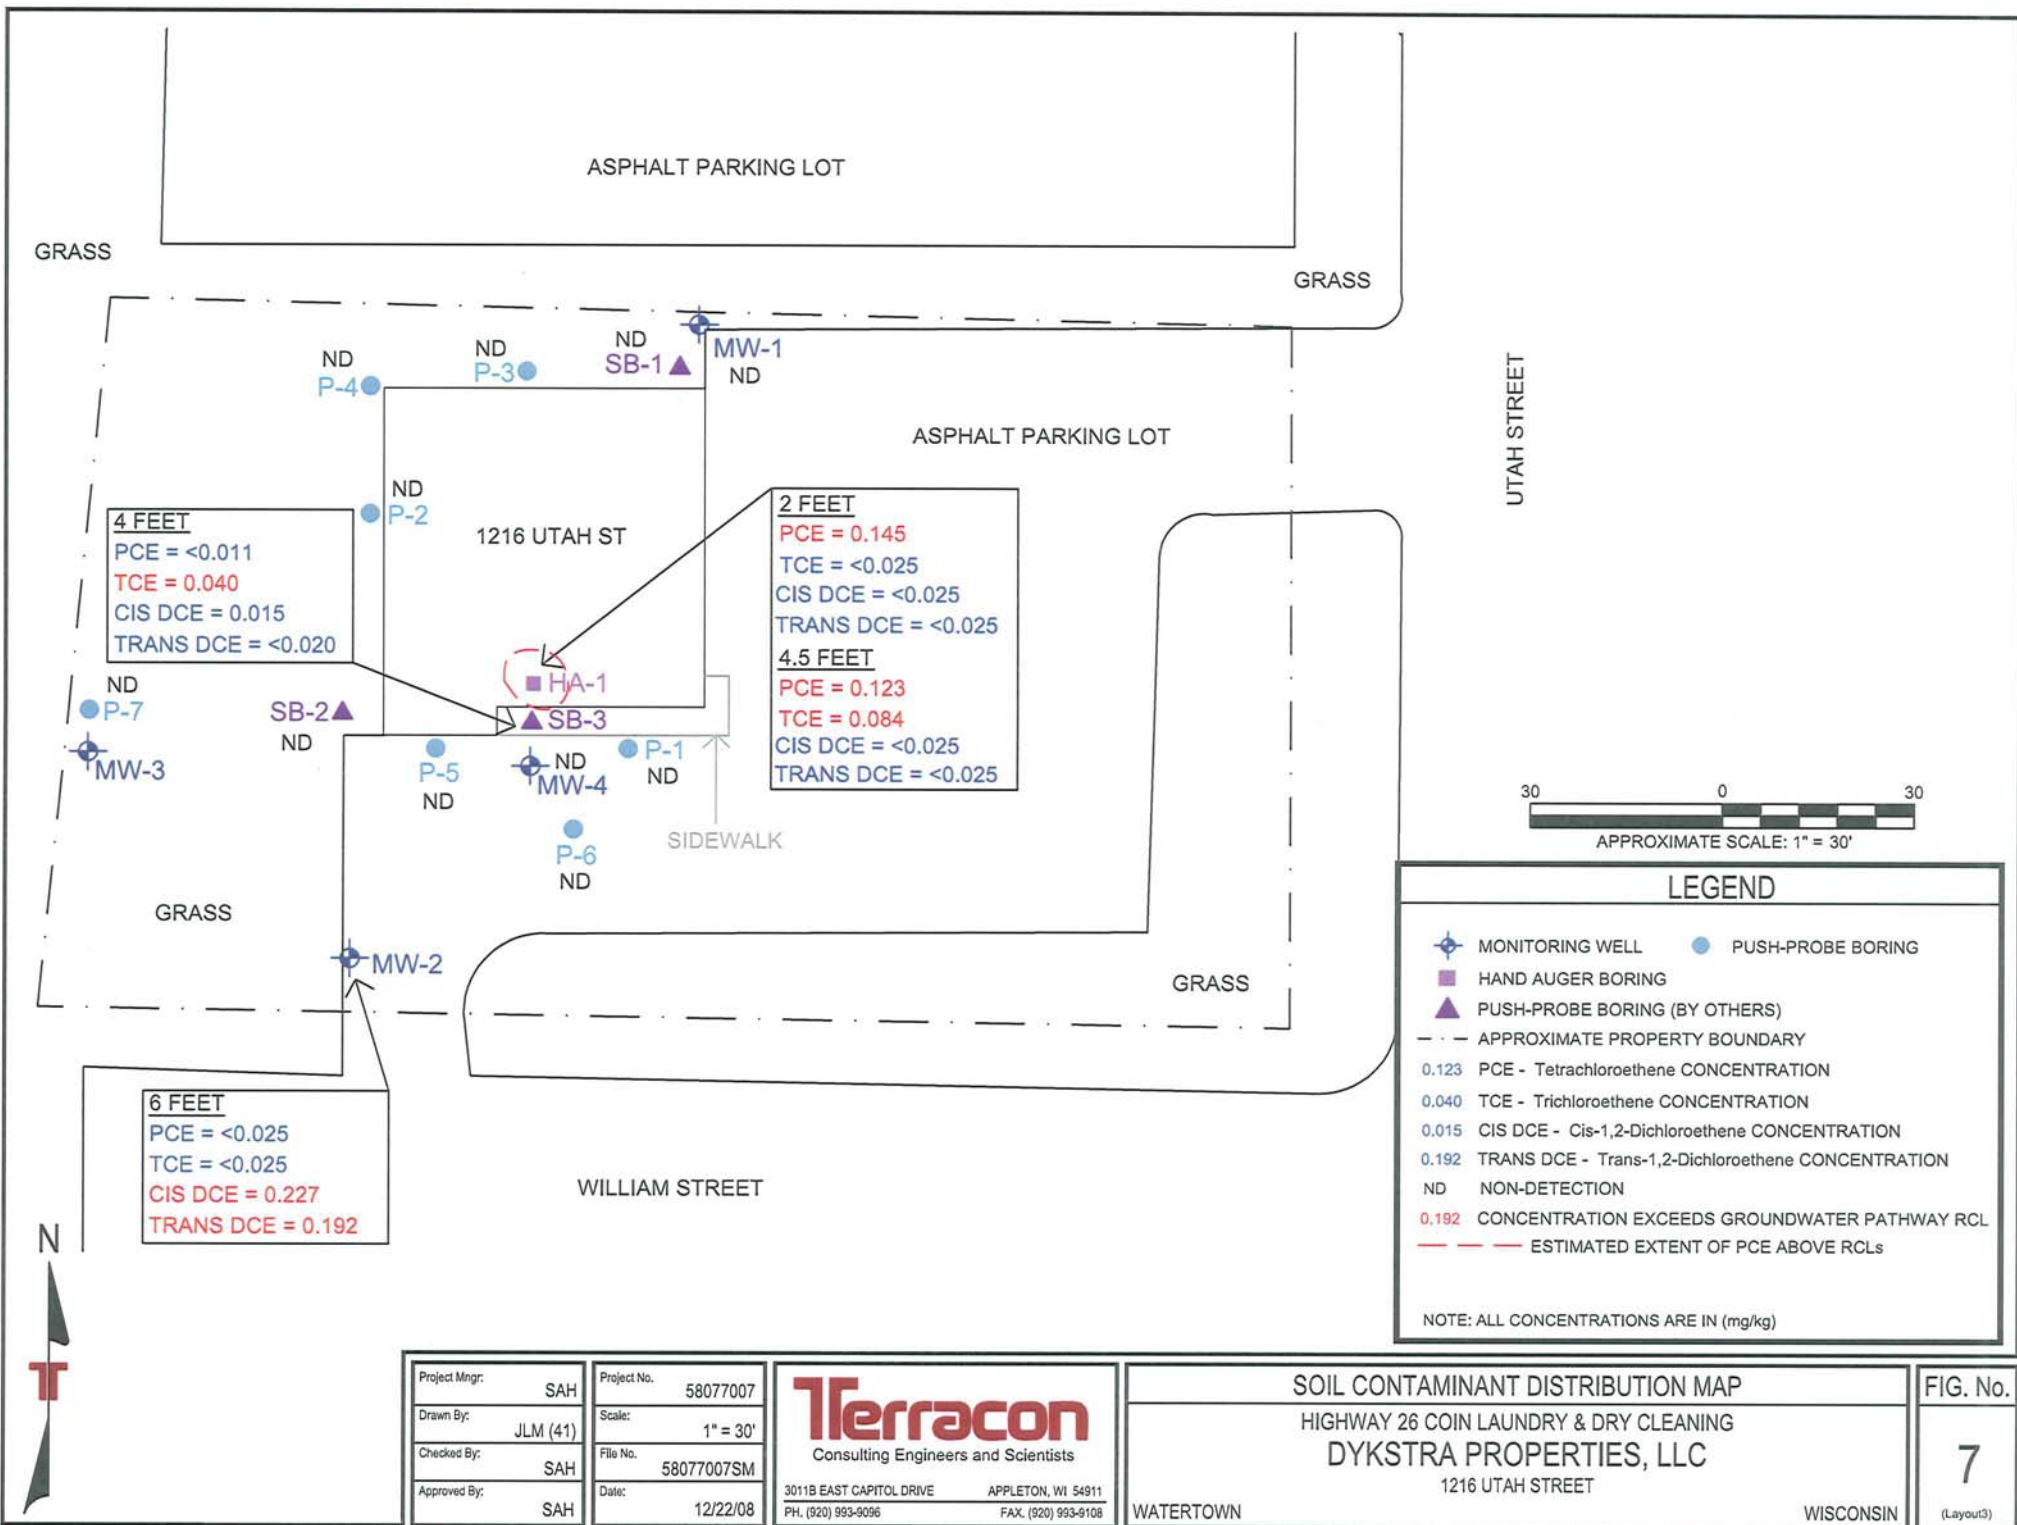 ASPHALT PARKING LOT
GRASS
GRASS
ND
P-4
ND
P-3
ND
SB-1
MW-1
ND
UTAH STREET
ASPHALT PARKING LOT
ND
P-2
1216 UTAH ST
4 FEET
PCE = <0.011
TCE = 0.040
CIS DCE = 0.015
TRANS DCE = <0.020
2 FEET
PCE = 0.145
TCE = <0.025
CIS DCE = <0.025
TRANS DCE = <0.025
4.5 FEET
PCE = 0.123
TCE = 0.084
CIS DCE = <0.025
TRANS DCE = <0.025
HA-1
ND
P-7
SB-2
ND
SB-3
MW-3
P-5
ND
ND
MW-4
P-1
ND
P-6
ND
SIDEWALK
30 0 30
APPROXIMATE SCALE: 1" = 30'
GRASS
MW-2
GRASS
6 FEET
PCE = <0.025
TCE = <0.025
CIS DCE = 0.227
TRANS DCE = 0.192
WILLIAM STREET
N
LEGEND
MONITORING WELL PUSH-PROBE BORING
HAND AUGER BORING
PUSH-PROBE BORING (BY OTHERS)
APPROXIMATE PROPERTY BOUNDARY
0.123 PCE - Tetrachloroethene CONCENTRATION
0.040 TCE - Trichloroethene CONCENTRATION
0.015 CIS DCE - Cis-1,2-Dichloroethene CONCENTRATION
0.192 TRANS DCE - Trans-1,2-Dichloroethene CONCENTRATION
ND NON-DETECTION
0.192 CONCENTRATION EXCEEDS GROUNDWATER PATHWAY RCL
ESTIMATED EXTENT OF PCE ABOVE RCLs
NOTE: ALL CONCENTRATIONS ARE IN (mg/kg)
Project Mngr: SAH
Drawn By: JLM (41)
Checked By: SAH
Approved By: SAH
Project No. 58077007
Scale: 1" = 30'
File No. 58077007SM
Date: 12/22/08
Terracon
Consulting Engineers and Scientists
3011B EAST CAPITOL DRIVE APPLETON, WI 54911
PH. (920) 993-9096 FAX. (920) 993-9108
SOIL CONTAMINANT DISTRIBUTION MAP
HIGHWAY 26 COIN LAUNDRY & DRY CLEANING
DYKSTRA PROPERTIES, LLC
1216 UTAH STREET
WATERTOWN WISCONSIN
FIG. No.
7
(Layout3)